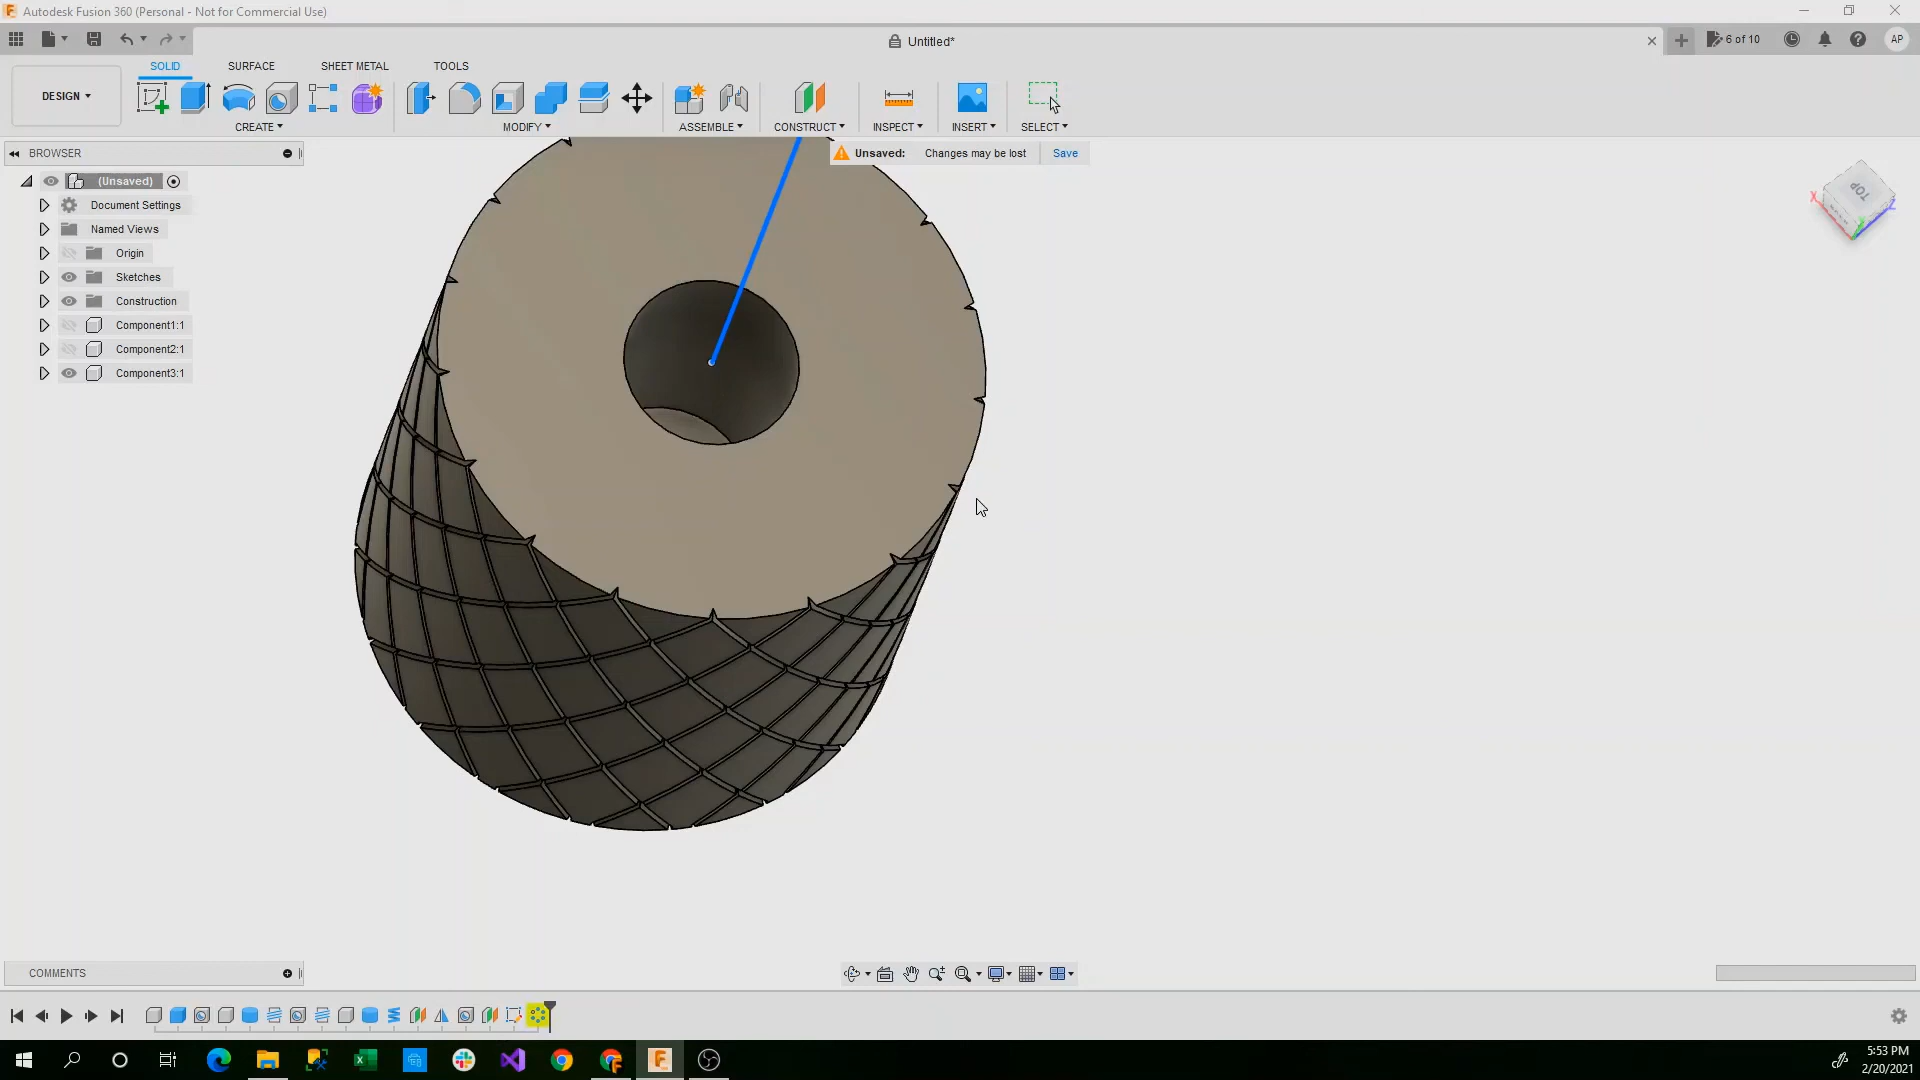 Autodesk Fusion 360 (Personal - Not for Commercial Use)
Untitled*
6 of 10
AP
DESIGN
SOLID
SURFACE
SHEET METAL
TOOLS
CREATE
MODIFY
ASSEMBLE
CONSTRUCT
INSPECT
INSERT
SELECT
BROWSER
Unsaved:
Changes may be lost
Save
(Unsaved)
Document Settings
Named Views
Origin
Sketches
Construction
Component1:1
Component2:1
Component3:1
TOP
X
Z
COMMENTS
5:53 PM
2/20/2021